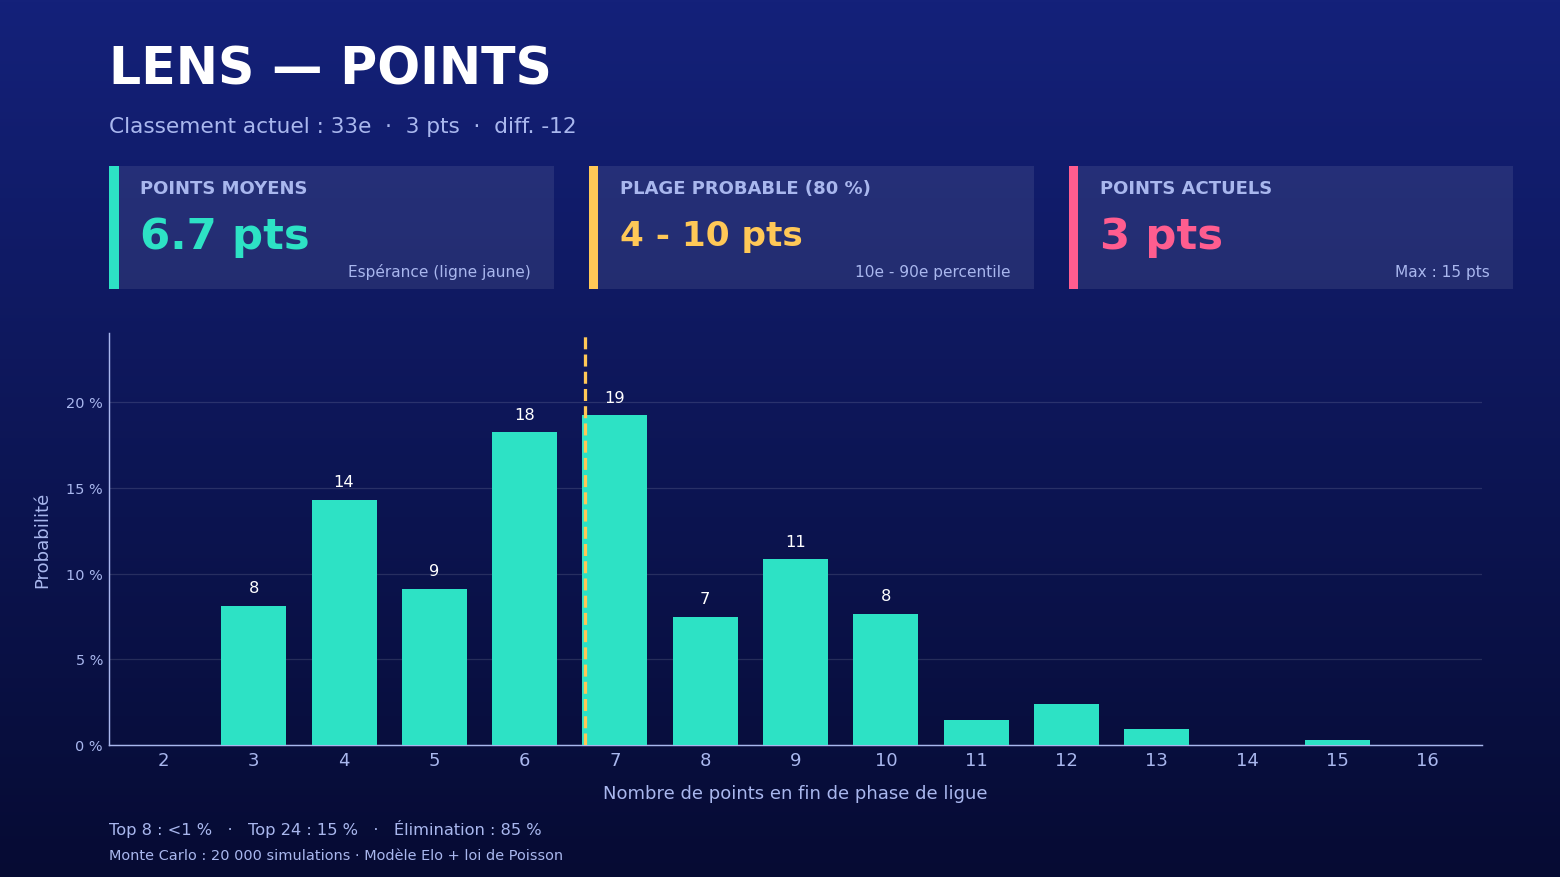 LENS — POINTS
Classement actuel : 33e · 3 pts · diff. -12
POINTS MOYENS
6.7 pts
Espérance (ligne jaune)
PLAGE PROBABLE (80 %)
4 - 10 pts
10e - 90e percentile
POINTS ACTUELS
3 pts
Max : 15 pts
Probabilité
20 %
15 %
10 %
5 %
0 %
8
14
9
18
19
7
11
8
2 3 4 5 6 7 8 9 10 11 12 13 14 15 16
Nombre de points en fin de phase de ligue
Top 8 : <1 % · Top 24 : 15 % · Élimination : 85 %
Monte Carlo : 20 000 simulations · Modèle Elo + loi de Poisson